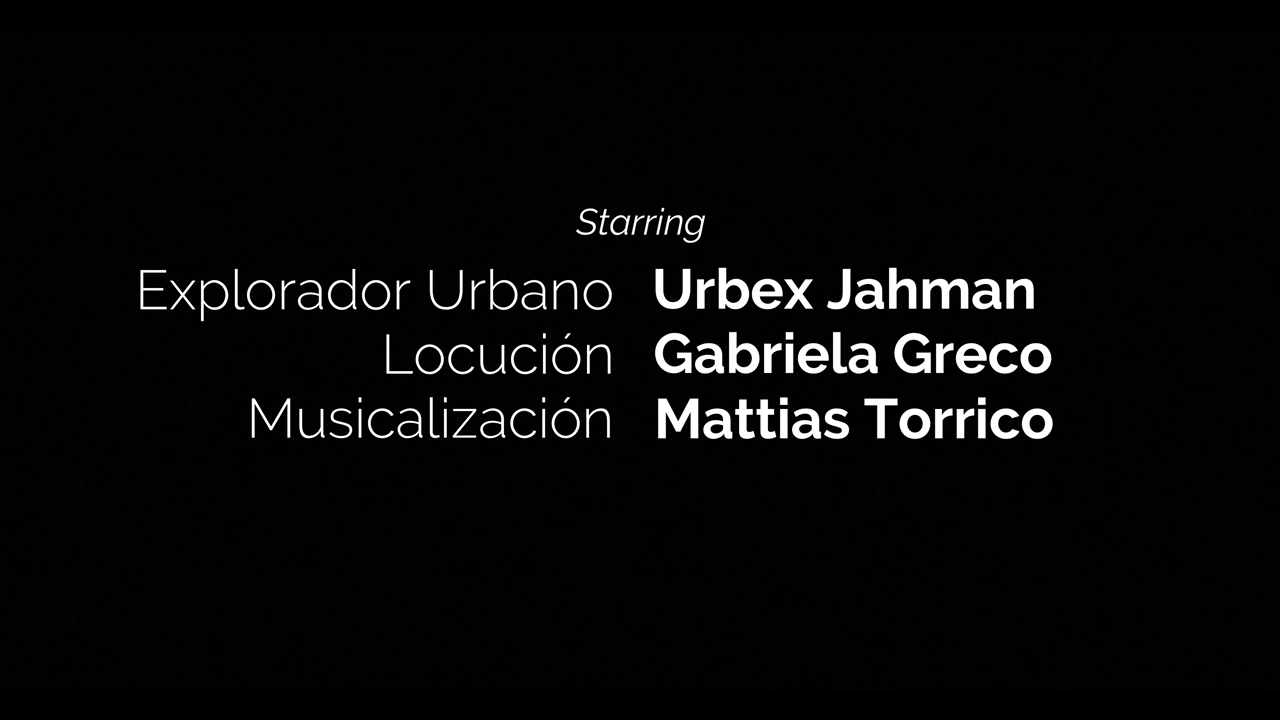 Starring
Explorador Urbano Urbex Jahman
Locución Gabriela Greco
Musicalización Mattias Torrico